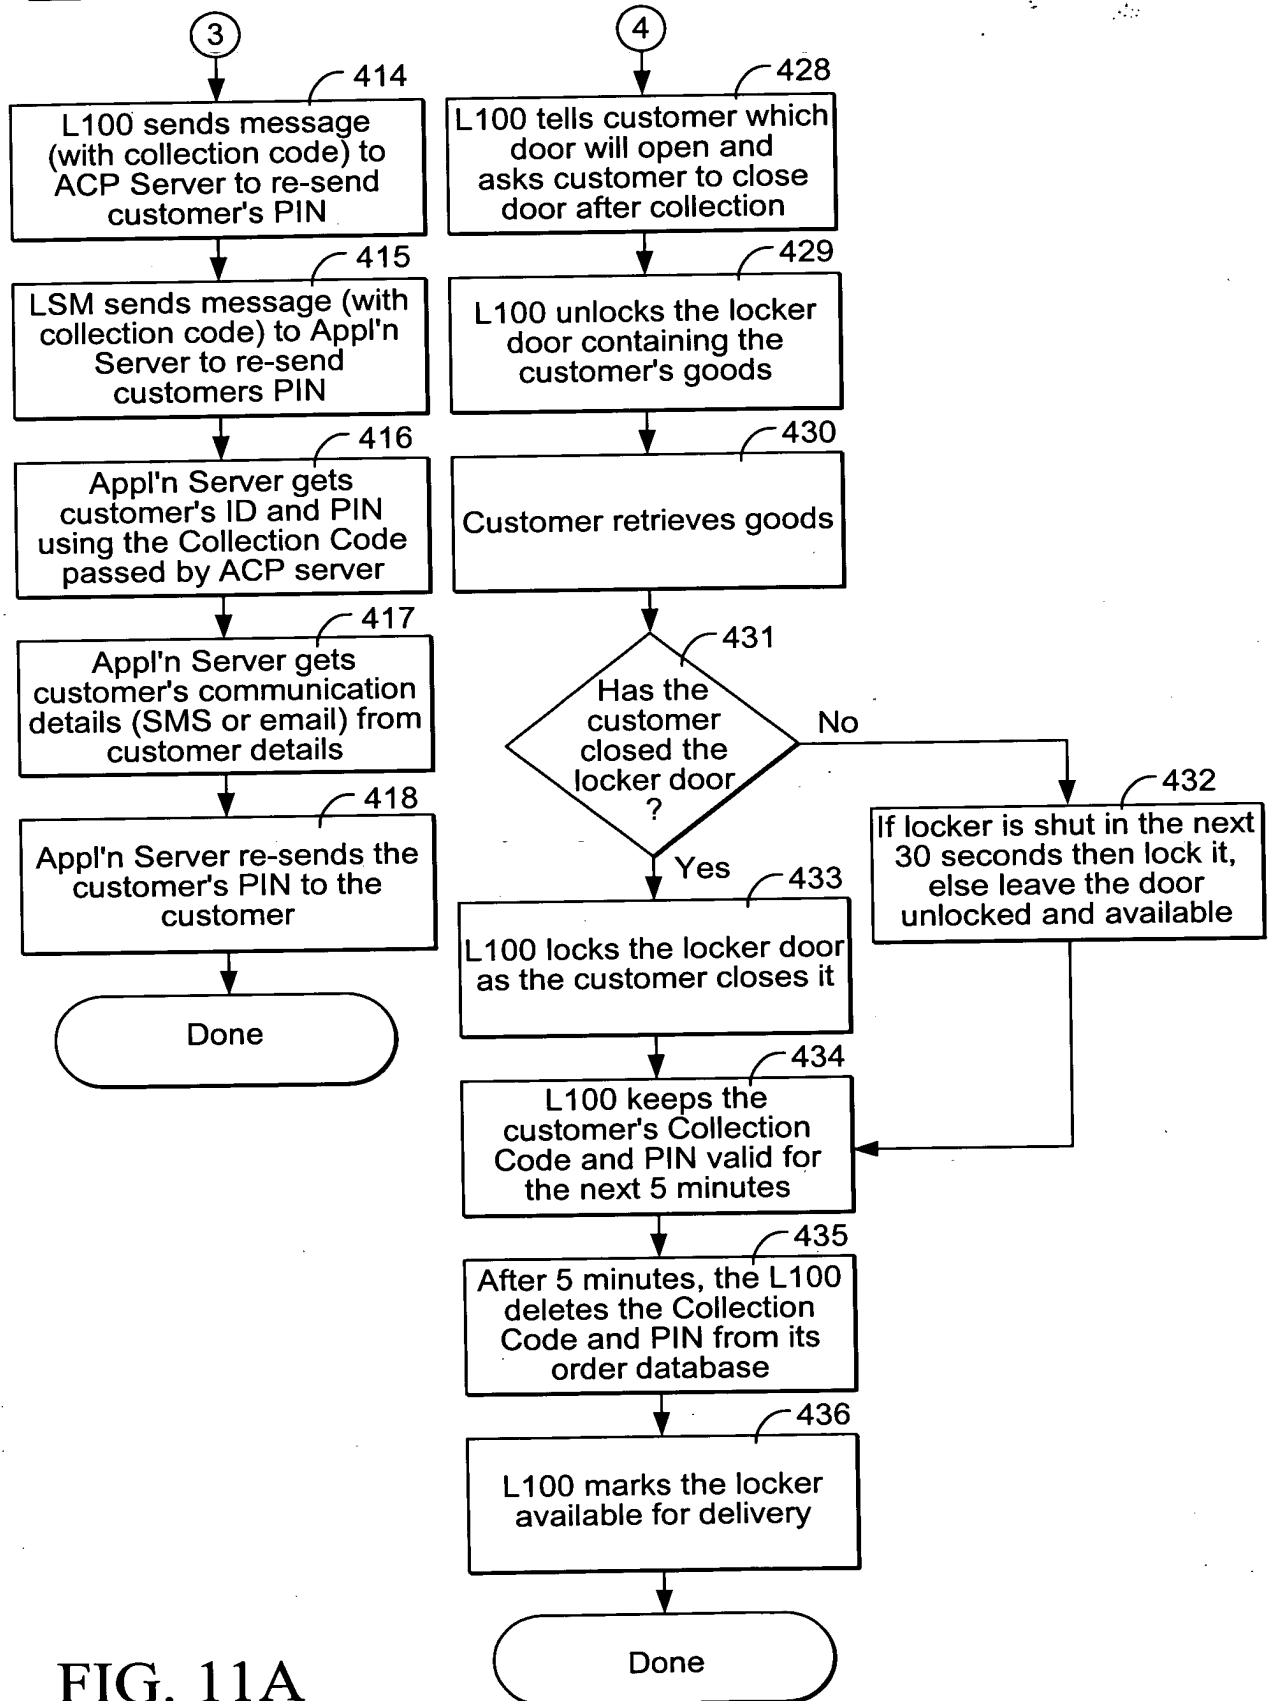 3
414
L100 sends message
(with collection code) to
ACP Server to re-send
customer's PIN
415
LSM sends message (with
collection code) to Appl'n
Server to re-send
customers PIN
416
Appl'n Server gets
customer's ID and PIN
using the Collection Code
passed by ACP server
417
Appl'n Server gets
customer's communication
details (SMS or email) from
customer details
418
Appl'n Server re-sends the
customer's PIN to the
customer
Done
4
428
L100 tells customer which
door will open and
asks customer to close
door after collection
429
L100 unlocks the locker
door containing the
customer's goods
430
Customer retrieves goods
431
Has the
customer
closed the
locker door
?
No
432
If locker is shut in the next
30 seconds then lock it,
else leave the door
unlocked and available
Yes
433
L100 locks the locker door
as the customer closes it
434
L100 keeps the
customer's Collection
Code and PIN valid for
the next 5 minutes
435
After 5 minutes, the L100
deletes the Collection
Code and PIN from its
order database
436
L100 marks the locker
available for delivery
Done
FIG. 11A